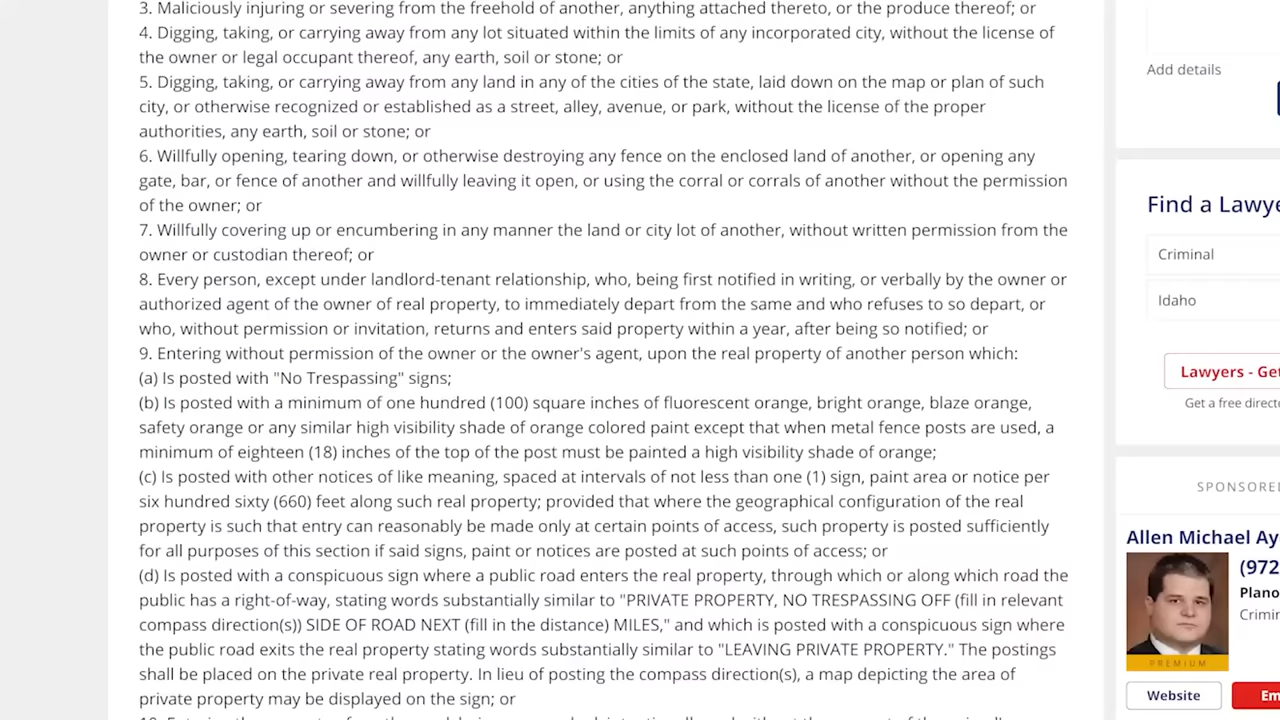 3. Maliciously injuring or severing from the freehold of another, anything attached thereto, or the produce thereof; or
4. Digging, taking, or carrying away from any lot situated within the limits of any incorporated city, without the license of
the owner or legal occupant thereof, any earth, soil or stone; or
5. Digging, taking, or carrying away from any land in any of the cities of the state, laid down on the map or plan of such
city, or otherwise recognized or established as a street, alley, avenue, or park, without the license of the proper
authorities, any earth, soil or stone; or
6. Willfully opening, tearing down, or otherwise destroying any fence on the enclosed land of another, or opening any
gate, bar, or fence of another and willfully leaving it open, or using the corral or corrals of another without the permission
of the owner; or
7. Willfully covering up or encumbering in any manner the land or city lot of another, without written permission from the
owner or custodian thereof; or
8. Every person, except under landlord-tenant relationship, who, being first notified in writing, or verbally by the owner or
authorized agent of the owner of real property, to immediately depart from the same and who refuses to so depart, or
who, without permission or invitation, returns and enters said property within a year, after being so notified; or
9. Entering without permission of the owner or the owner's agent, upon the real property of another person which:
(a) Is posted with "No Trespassing" signs;
(b) Is posted with a minimum of one hundred (100) square inches of fluorescent orange, bright orange, blaze orange,
safety orange or any similar high visibility shade of orange colored paint except that when metal fence posts are used, a
minimum of eighteen (18) inches of the top of the post must be painted a high visibility shade of orange;
(c) Is posted with other notices of like meaning, spaced at intervals of not less than one (1) sign, paint area or notice per
six hundred sixty (660) feet along such real property; provided that where the geographical configuration of the real
property is such that entry can reasonably be made only at certain points of access, such property is posted sufficiently
for all purposes of this section if said signs, paint or notices are posted at such points of access; or
(d) Is posted with a conspicuous sign where a public road enters the real property, through which or along which road the
public has a right-of-way, stating words substantially similar to "PRIVATE PROPERTY, NO TRESPASSING OFF (fill in relevant
compass direction(s)) SIDE OF ROAD NEXT (fill in the distance) MILES," and which is posted with a conspicuous sign where
the public road exits the real property stating words substantially similar to "LEAVING PRIVATE PROPERTY." The postings
shall be placed on the private real property. In lieu of posting the compass direction(s), a map depicting the area of
private property may be displayed on the sign; or
Add details
Find a Lawye
Criminal
Idaho
Lawyers - Get
Get a free directo
SPONSORED
Allen Michael Ay
(972
Plano
Crimin
PREMIUM
Website
Em